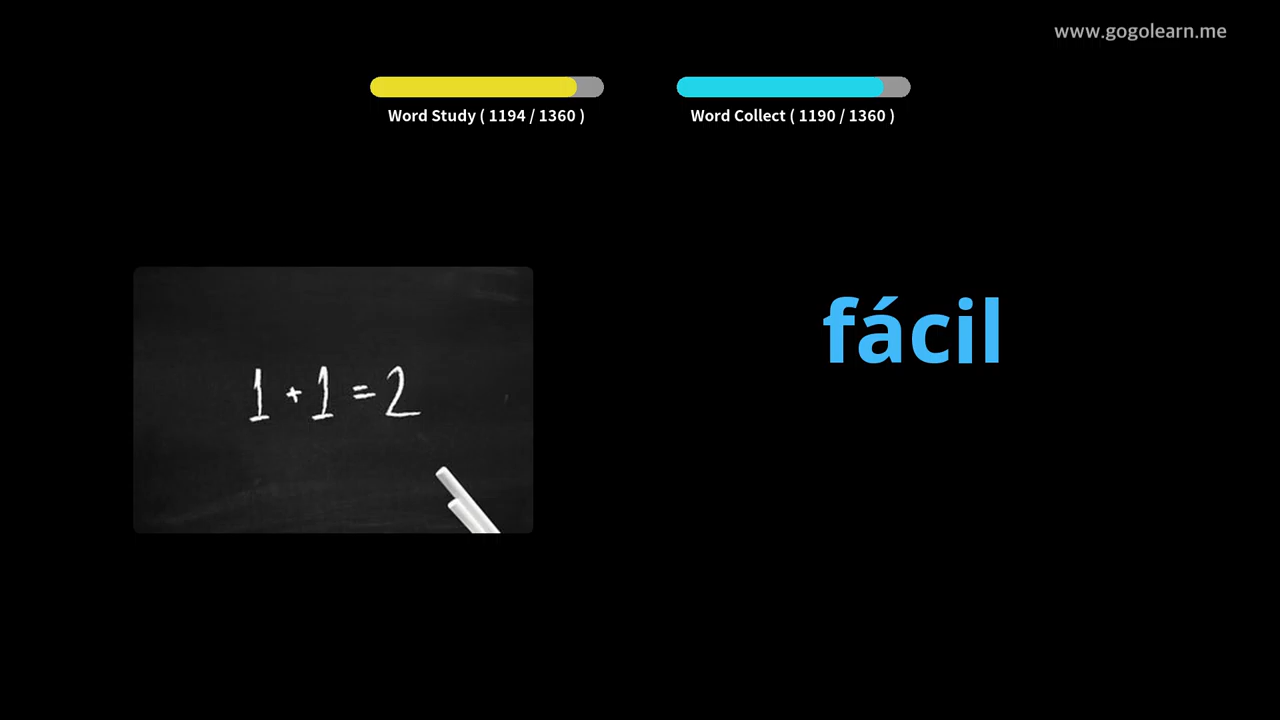 www.gogolearn.me
Word Study ( 1194 / 1360 )
Word Collect ( 1190 / 1360 )
fácil
1 + 1 = 2